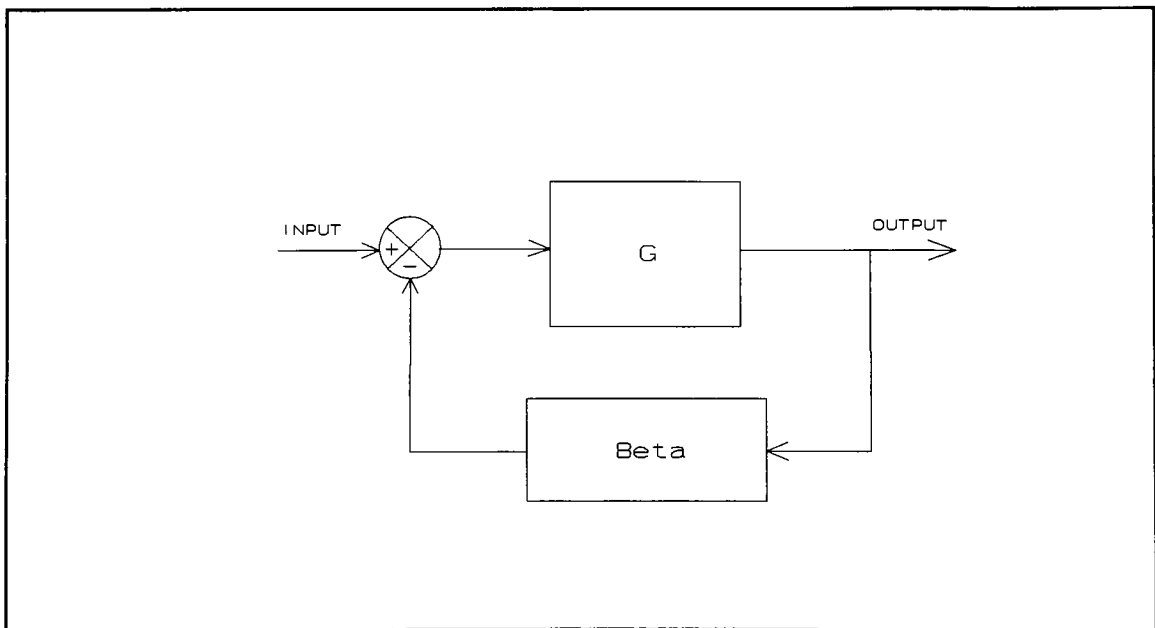 INPUT
OUTPUT
+
-
G
Beta